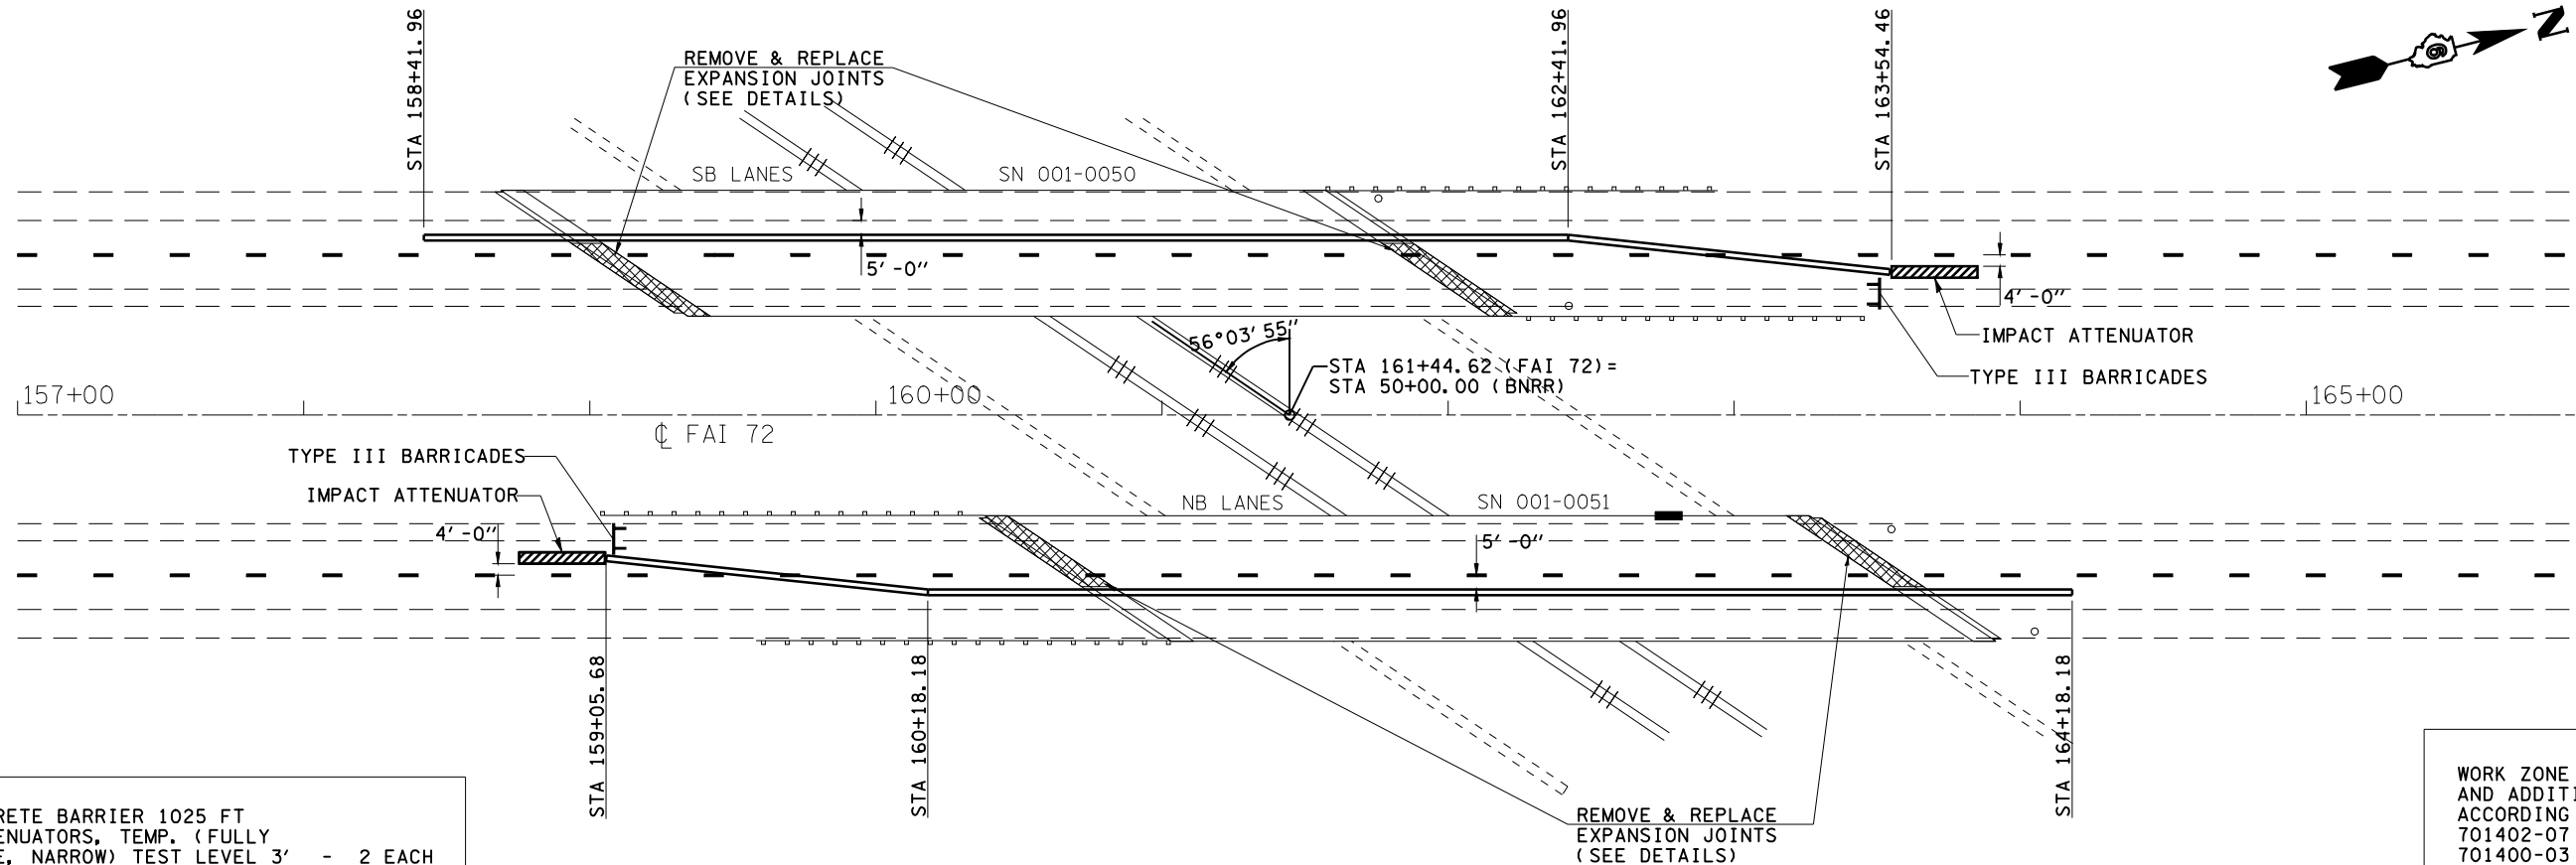 STA 158+41.96
STA 162+41.96
STA 163+54.46
N
REMOVE & REPLACE
EXPANSION JOINTS
(SEE DETAILS)
SB LANES
SN 001-0050
5'-0"
4'-0"
IMPACT ATTENUATOR
TYPE III BARRICADES
56°03'55"
STA 161+44.62 (FAI 72)=
STA 50+00.00 (BNRR)
157+00
160+00
165+00
℄ FAI 72
TYPE III BARRICADES
IMPACT ATTENUATOR
4'-0"
NB LANES
SN 001-0051
5'-0"
STA 159+05.68
STA 160+18.18
STA 164+18.18
REMOVE & REPLACE
EXPANSION JOINTS
(SEE DETAILS)
RETE BARRIER 1025 FT
ENUATORS, TEMP. (FULLY
E, NARROW) TEST LEVEL 3' - 2 EACH
WORK ZONE
AND ADDITI
ACCORDING
701402-07
701400-03